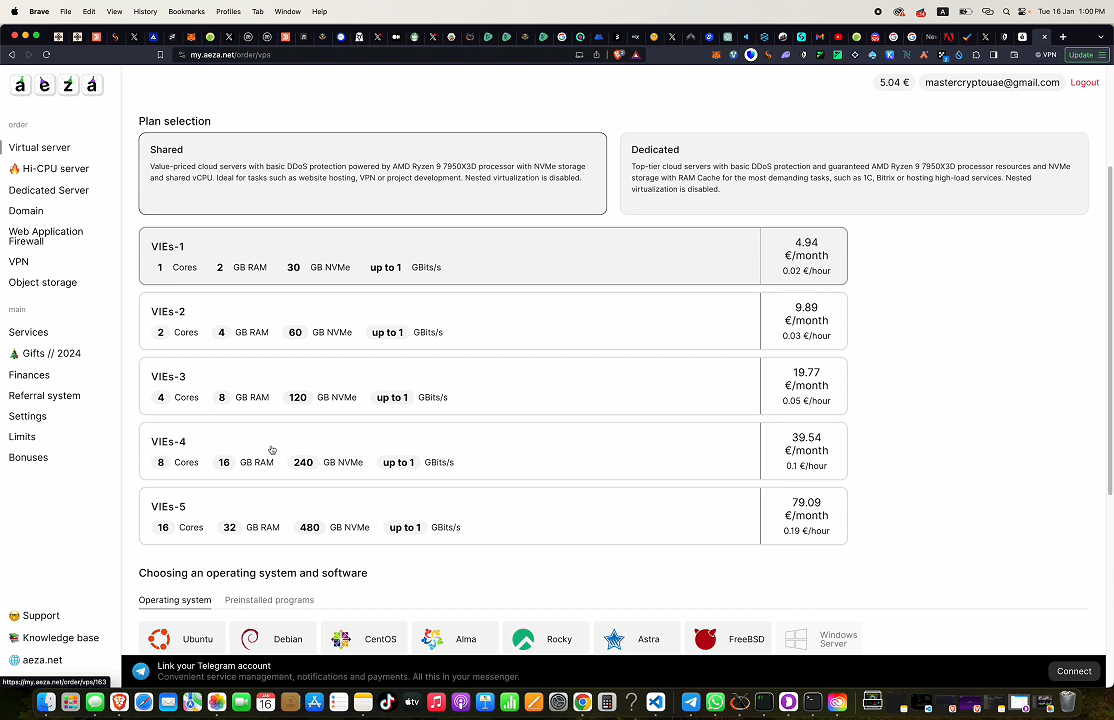 Brave File Edit View History Bookmarks Profiles Tab Window Help
Tue 16 Jan 1:00 PM
my.aeza.net/order/vps
VPN
Update
a e z a
5.04 €
mastercryptouae@gmail.com
Logout
order
Virtual server
Hi-CPU server
Dedicated Server
Domain
Web Application
Firewall
VPN
Object storage
main
Services
Gifts // 2024
Finances
Referral system
Settings
Limits
Bonuses
Support
Knowledge base
aeza.net
Plan selection
Shared
Value-priced cloud servers with basic DDoS protection powered by AMD Ryzen 9 7950X3D processor with NVMe storage
and shared vCPU. Ideal for tasks such as website hosting, VPN or project development. Nested virtualization is disabled.
Dedicated
Top-tier cloud servers with basic DDoS protection and guaranteed AMD Ryzen 9 7950X3D processor resources and NVMe
storage with RAM Cache for the most demanding tasks, such as 1C, Bitrix or hosting high-load services. Nested
virtualization is disabled.
VIEs-1
1 Cores 2 GB RAM 30 GB NVMe up to 1 GBits/s
4.94
€/month
0.02 €/hour
VIEs-2
2 Cores 4 GB RAM 60 GB NVMe up to 1 GBits/s
9.89
€/month
0.03 €/hour
VIEs-3
4 Cores 8 GB RAM 120 GB NVMe up to 1 GBits/s
19.77
€/month
0.05 €/hour
VIEs-4
8 Cores 16 GB RAM 240 GB NVMe up to 1 GBits/s
39.54
€/month
0.1 €/hour
VIEs-5
16 Cores 32 GB RAM 480 GB NVMe up to 1 GBits/s
79.09
€/month
0.19 €/hour
Choosing an operating system and software
Operating system
Preinstalled programs
Ubuntu
Debian
CentOS
Alma
Rocky
Astra
FreeBSD
Windows
Server
Link your Telegram account
Convenient service management, notifications and payments. All this in your messenger.
Connect
https://my.aeza.net/order/vps/163